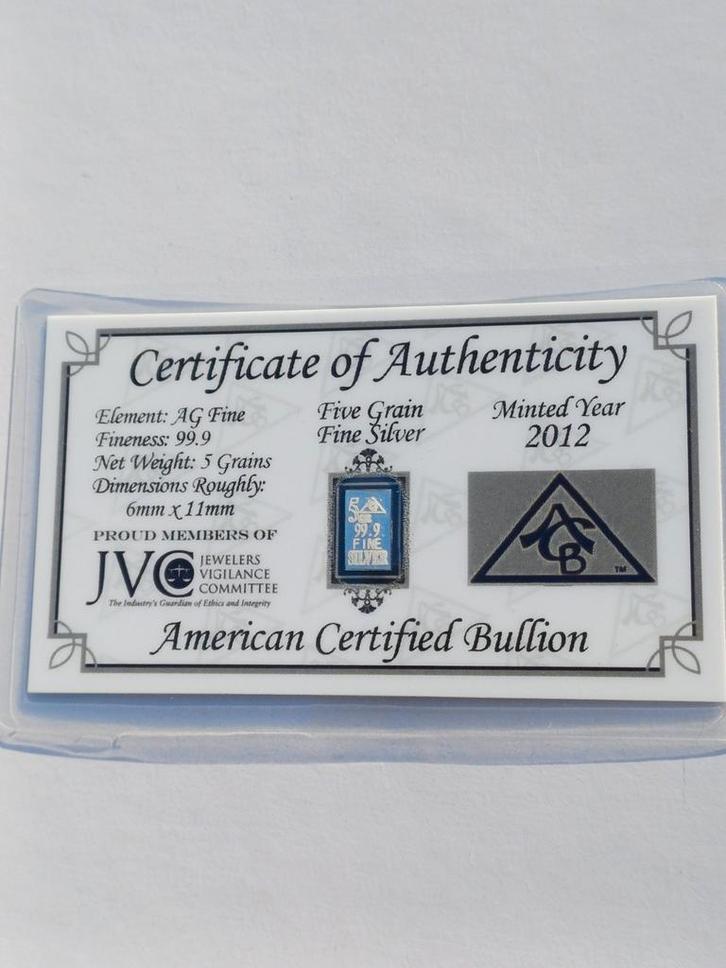 Certificate of Authenticity
Element: AG Fine
Fineness: 99.9
Net Weight: 5 Grains
Dimensions Roughly:
6mm x 11mm
PROUD MEMBERS OF
JVC
JEWELERS
VIGILANCE
COMMITTEE
The Industry's Guardian of Ethics and Integrity
Five Grain
Fine Silver
5
99.9
FINE
SILVER
Minted Year
2012
ACB
TM
American Certified Bullion